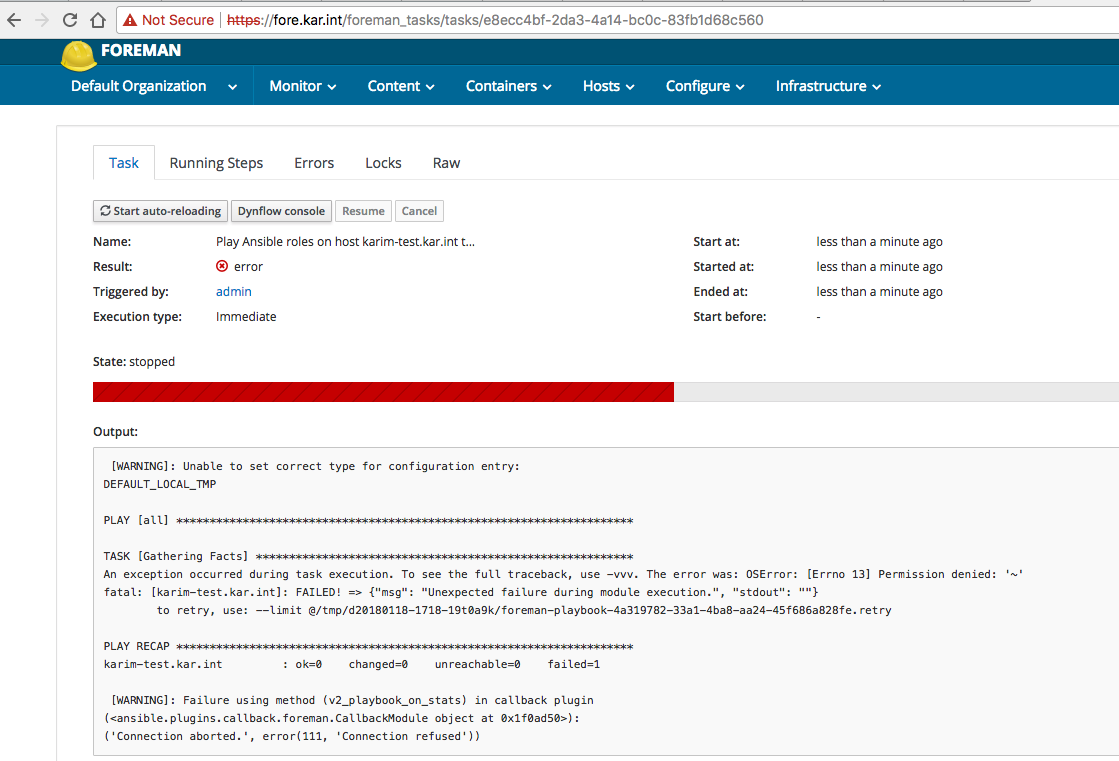 Not Secure | https://fore.kar.int/foreman_tasks/tasks/e8ecc4bf-2da3-4a14-bc0c-83fb1d68c560
FOREMAN
Default Organization Monitor Content Containers Hosts Configure Infrastructure
Task Running Steps Errors Locks Raw
Start auto-reloading Dynflow console Resume Cancel
Name: Play Ansible roles on host karim-test.kar.int t... Start at: less than a minute ago
Result: error Started at: less than a minute ago
Triggered by: admin Ended at: less than a minute ago
Execution type: Immediate Start before: -
State: stopped
Output:
[WARNING]: Unable to set correct type for configuration entry:
DEFAULT_LOCAL_TMP
PLAY [all] *********************************************************************
TASK [Gathering Facts] *********************************************************
An exception occurred during task execution. To see the full traceback, use -vvv. The error was: OSError: [Errno 13] Permission denied: '~'
fatal: [karim-test.kar.int]: FAILED! => {"msg": "Unexpected failure during module execution.", "stdout": ""}
to retry, use: --limit @/tmp/d20180118-1718-19t0a9k/foreman-playbook-4a319782-33a1-4ba8-aa24-45f686a828fe.retry
PLAY RECAP *********************************************************************
karim-test.kar.int : ok=0 changed=0 unreachable=0 failed=1
[WARNING]: Failure using method (v2_playbook_on_stats) in callback plugin
(<ansible.plugins.callback.foreman.CallbackModule object at 0x1f0ad50>):
('Connection aborted.', error(111, 'Connection refused'))